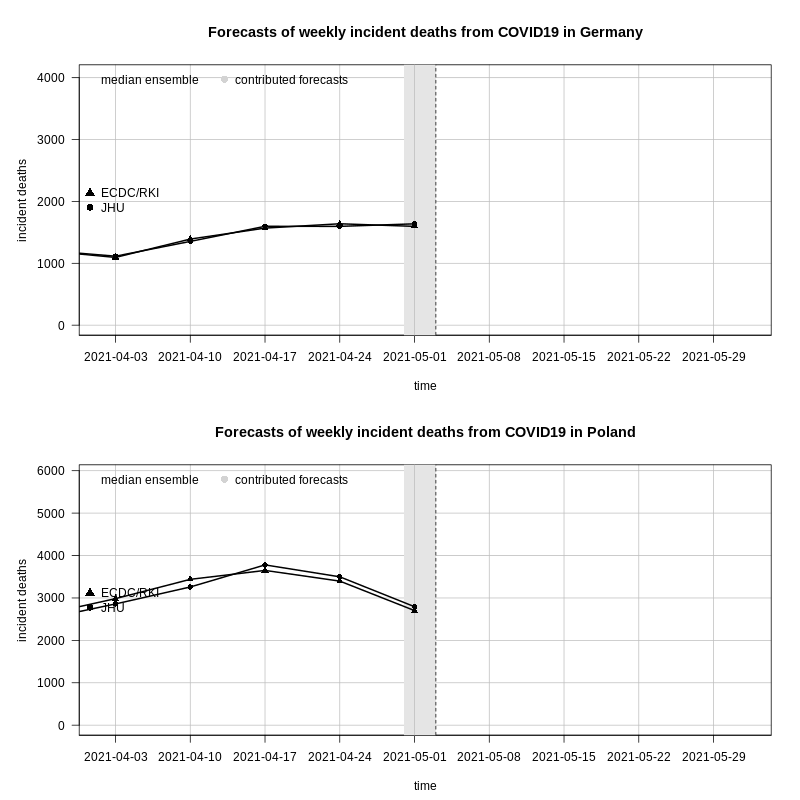 Forecasts of weekly incident deaths from COVID19 in Germany
median ensemble contributed forecasts
4000
3000
ECDC/RKI
2000
JHU
1000
0
incident deaths
2021-04-03 2021-04-10 2021-04-17 2021-04-24 2021-05-01 2021-05-08 2021-05-15 2021-05-22 2021-05-29
time
Forecasts of weekly incident deaths from COVID19 in Poland
6000
median ensemble contributed forecasts
5000
4000
ECDC/RKI
3000
JHU
2000
1000
0
incident deaths
2021-04-03 2021-04-10 2021-04-17 2021-04-24 2021-05-01 2021-05-08 2021-05-15 2021-05-22 2021-05-29
time